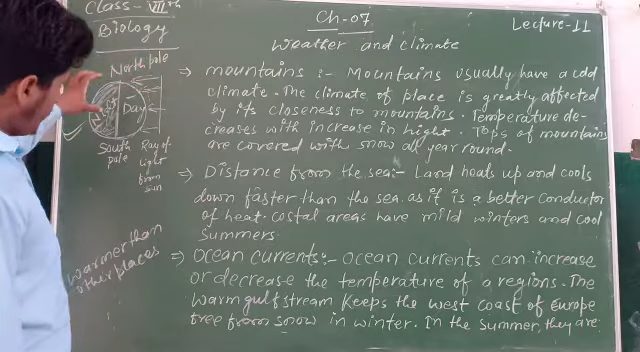 Class - VIIth
Biology
Ch-07
Lecture-11
Weather and climate
North pole
Day
South pole
Ray of light from sun
warmer than
other places
⇒ mountains :- Mountains usually have a cold
climate. The climate of place is greatly affected
by its closeness to mountains. Temperature de-
creases with increase in hight. Tops of mountains
are covered with snow all year round.
⇒ Distance from the sea:- Land heats up and cools
down faster than the sea as it is a better conductor
of heat. costal areas have mild winters and cool
Summers.
⇒ Ocean currents:- Ocean currents can increase
or decrease the temperature of a regions. The
warm gulf stream keeps the west coast of Europe
free from snow in winter. In the summer, they are